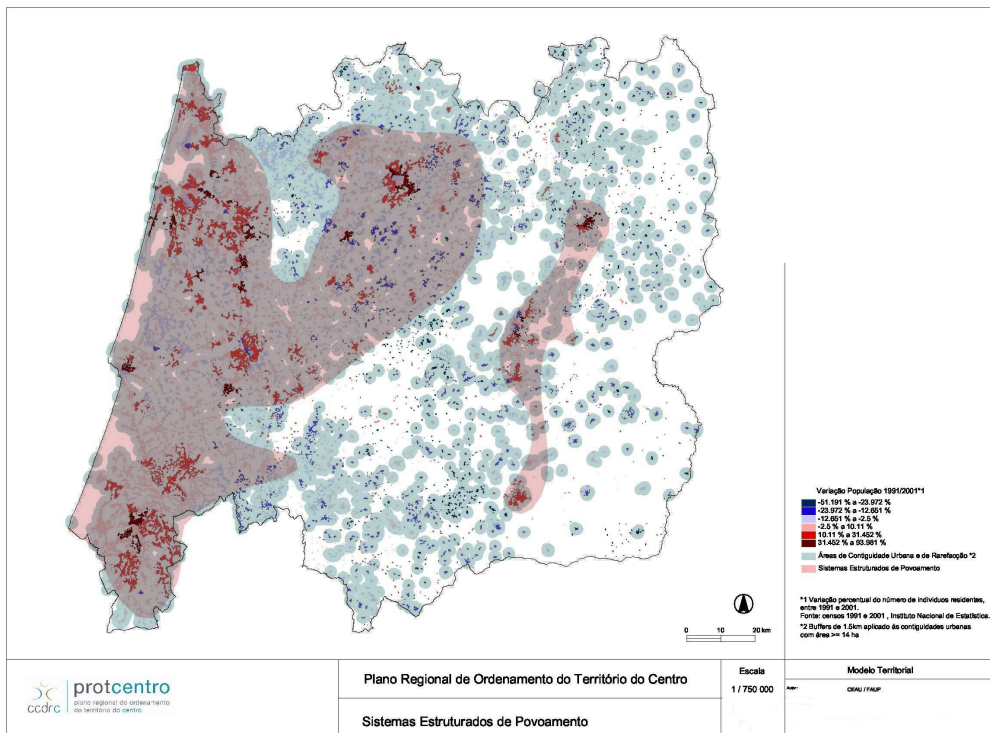 Variação População 1991/2001*1
-51.191 % a -23.972 %
-23.972 % a -12.651 %
-12.651 % a -2.5 %
-2.5 % a 10.11 %
10.11 % a 31.452 %
31.452 % a 93.981 %
Áreas de Contiguidade Urbana e de Rarefacção *2
Sistemas Estruturados de Povoamento
*1 Variação percentual do número de individuos residentes,
entre 1991 e 2001.
Fonte: censos 1991 e 2001 , Instituto Nacional de Estatística.
*2 Buffers de 1.5km aplicado às contiguidades urbanas
com área >= 14 ha
0 10 20 km
ccdrc
protcentro
plano regional do ordenamento
do território do centro
Plano Regional de Ordenamento do Território do Centro
Sistemas Estruturados de Povoamento
Escala
1 / 750 000
Modelo Territorial
Autor:
CEAU / FAUP